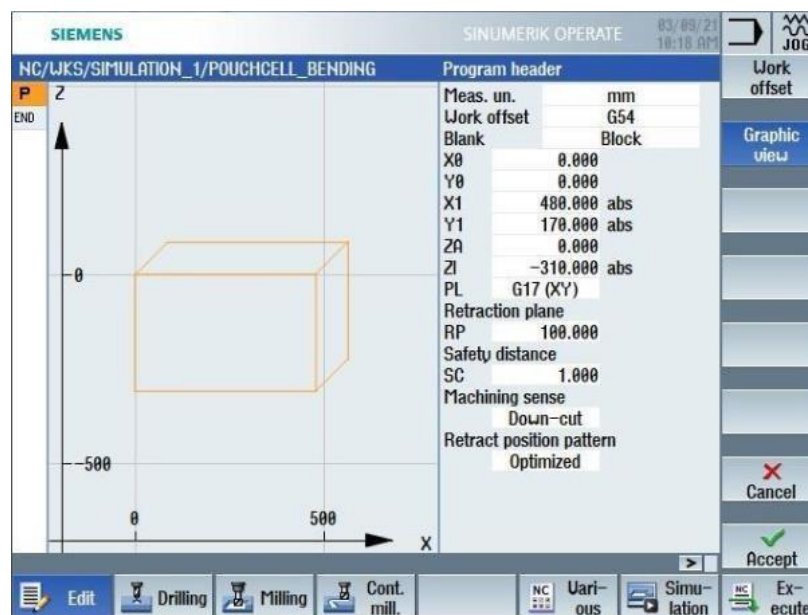 SIEMENS
SINUMERIK OPERATE
03/09/21
10:18 AM
JOG
NC/WKS/SIMULATION_1/POUCHCELL_BENDING
Program header
Work
offset
P
END
Z
Meas. un. mm
Work offset G54
Blank Block
X0 0.000
Y0 0.000
X1 480.000 abs
Y1 170.000 abs
ZA 0.000
ZI -310.000 abs
PL G17 (XY)
Retraction plane
RP 100.000
Safety distance
SC 1.000
Machining sense
Down-cut
Retract position pattern
Optimized
Graphic
view
0
-500
0
500
X
Cancel
Accept
>
Edit
Drilling
Milling
Cont.
mill.
NC
Vari-
ous
Simu-
lation
NC
Ex-
ecute